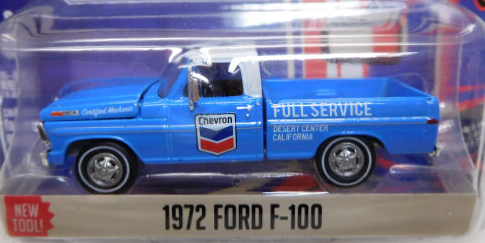 Certified Mechanic
Chevron
FULL SERVICE
DESERT CENTER
CALIFORNIA
NEW
TOOL!
1972 FORD F-100